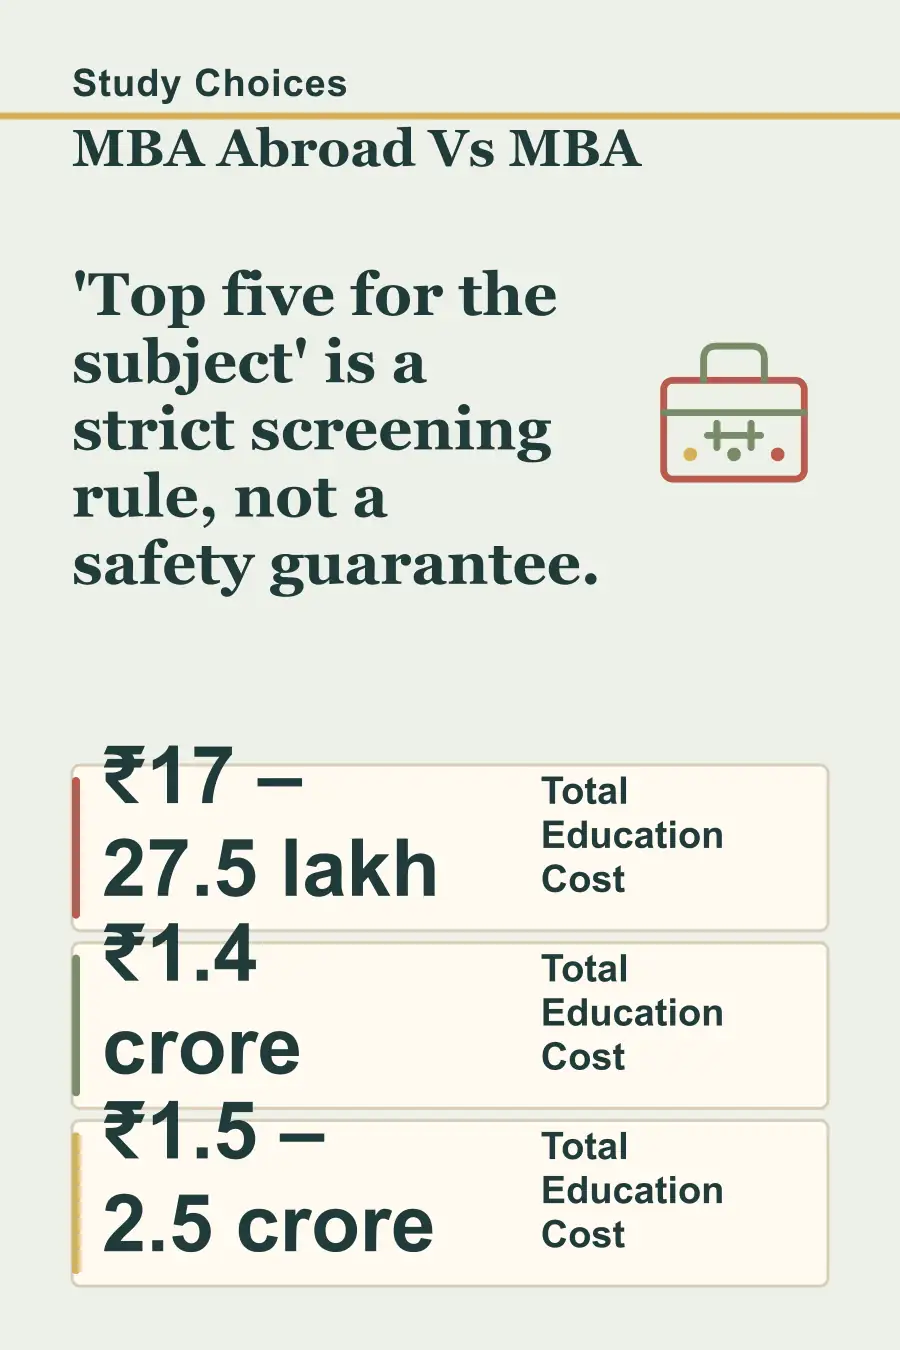 Study Choices
MBA Abroad Vs MBA
'Top five for the
subject' is a
strict screening
rule, not a
safety guarantee.
₹17 –
27.5 lakh
Total
Education
Cost
₹1.4
crore
Total
Education
Cost
₹1.5 –
2.5 crore
Total
Education
Cost